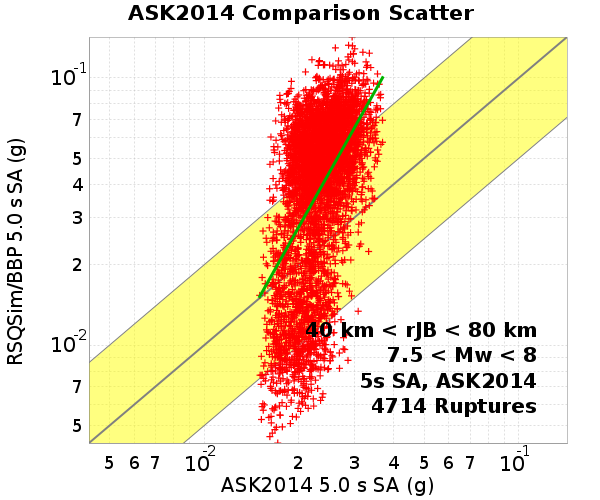 ASK2014 Comparison Scatter
RSQSim/BBP 5.0 s SA (g)
10-1
7
5
4
3
2
10-2
7
5
40 km < rJB < 80 km
7.5 < Mw < 8
5s SA, ASK2014
4714 Ruptures
5 6 7 10-2 2 3 4 5 6 7 10-1
ASK2014 5.0 s SA (g)